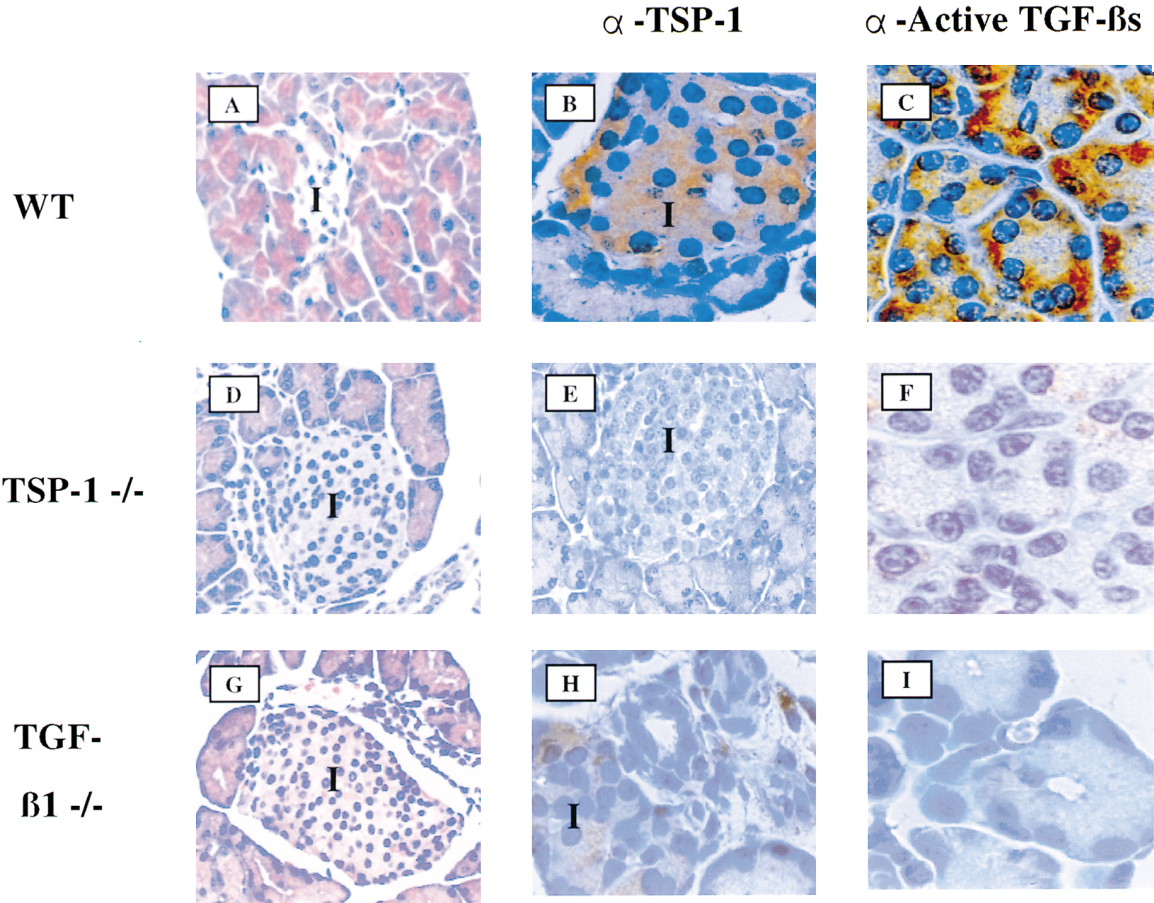 α -TSP-1
α -Active TGF-ßs
WT
A
I
B
I
C
TSP-1 -/-
D
I
E
I
F
TGF-
ß1 -/-
G
I
H
I
I